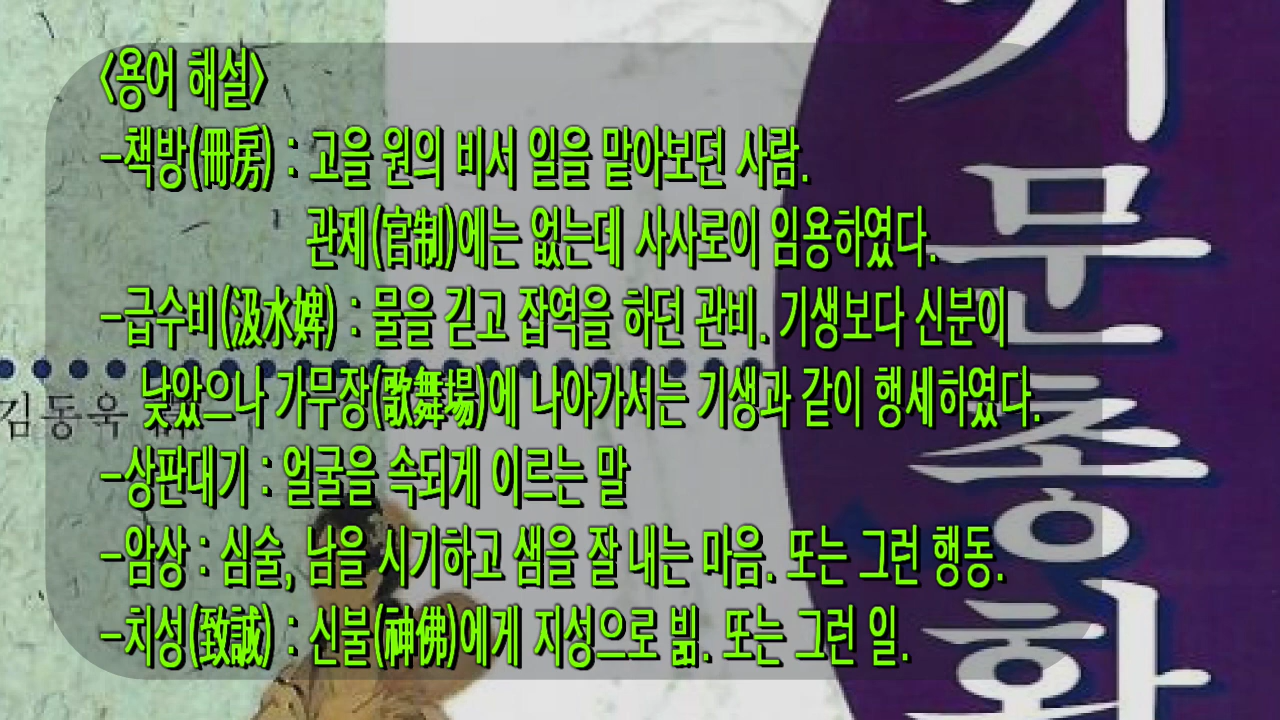 <용어 해설>
-책방(冊房) : 고을 원의 비서 일을 맡아보던 사람.
관제(官制)에는 없는데 사사로이 임용하였다.
-급수비(汲水婢) : 물을 긷고 잡역을 하던 관비. 기생보다 신분이
낮았으나 가무장(歌舞場)에 나아가서는 기생과 같이 행세하였다.
-상판대기 : 얼굴을 속되게 이르는 말
-암상 : 심술, 남을 시기하고 샘을 잘 내는 마음. 또는 그런 행동.
-치성(致誠) : 신불(神佛)에게 지성으로 빎. 또는 그런 일.
김동욱
기문총화